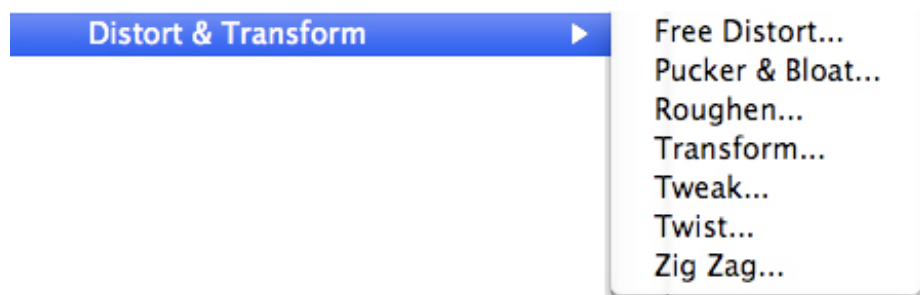 Distort & Transform
Free Distort...
Pucker & Bloat...
Roughen...
Transform...
Tweak...
Twist...
Zig Zag...